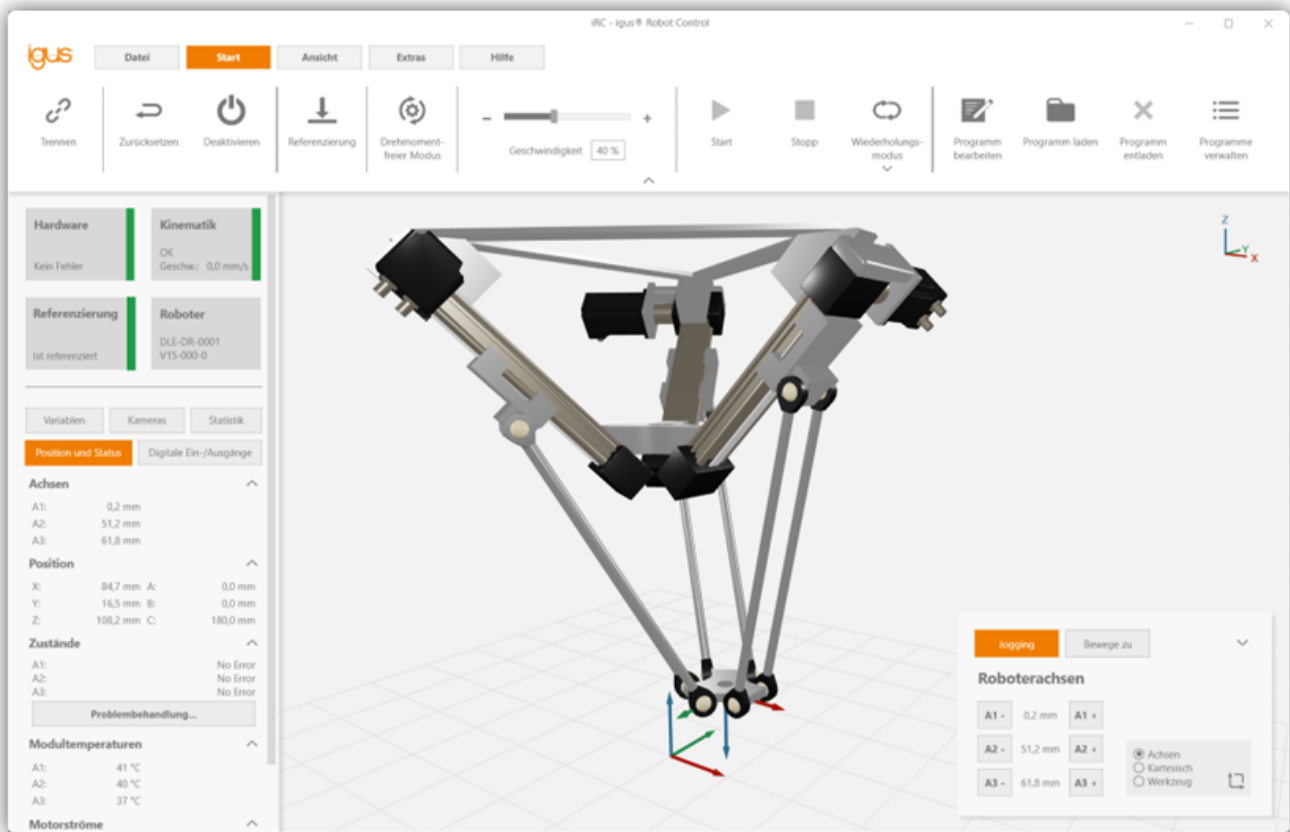 iRC - igus® Robot Control
igus
Datei Start Ansicht Extras Hilfe
Trennen
Zurücksetzen
Deaktivieren
Referenzierung
Drehmoment-
freier Modus
Geschwindigkeit 40 %
Start
Stopp
Wiederholungs-
modus
Programm
bearbeiten
Programm laden
Programm
entladen
Programme
verwalten
Hardware
Kein Fehler
Kinematik
OK
Geschw.: 0,0 mm/s
Referenzierung
Ist referenziert
Roboter
DLE-DR-0001
V15-000-0
Variablen Kameras Statistik
Position und Status Digitale Ein-/Ausgänge
Achsen
A1: 0,2 mm
A2: 51,2 mm
A3: 61,8 mm
Position
X: 84,7 mm A: 0,0 mm
Y: 16,5 mm B: 0,0 mm
Z: 108,2 mm C: 180,0 mm
Zustände
A1: No Error
A2: No Error
A3: No Error
Problembehandlung...
Modultemperaturen
A1: 41 °C
A2: 40 °C
A3: 37 °C
Motorströme
Z
Y
X
Jogging Bewege zu
Roboterachsen
A1 - 0,2 mm A1 +
A2 - 51,2 mm A2 +
A3 - 61,8 mm A3 +
Achsen
Kartesisch
Werkzeug